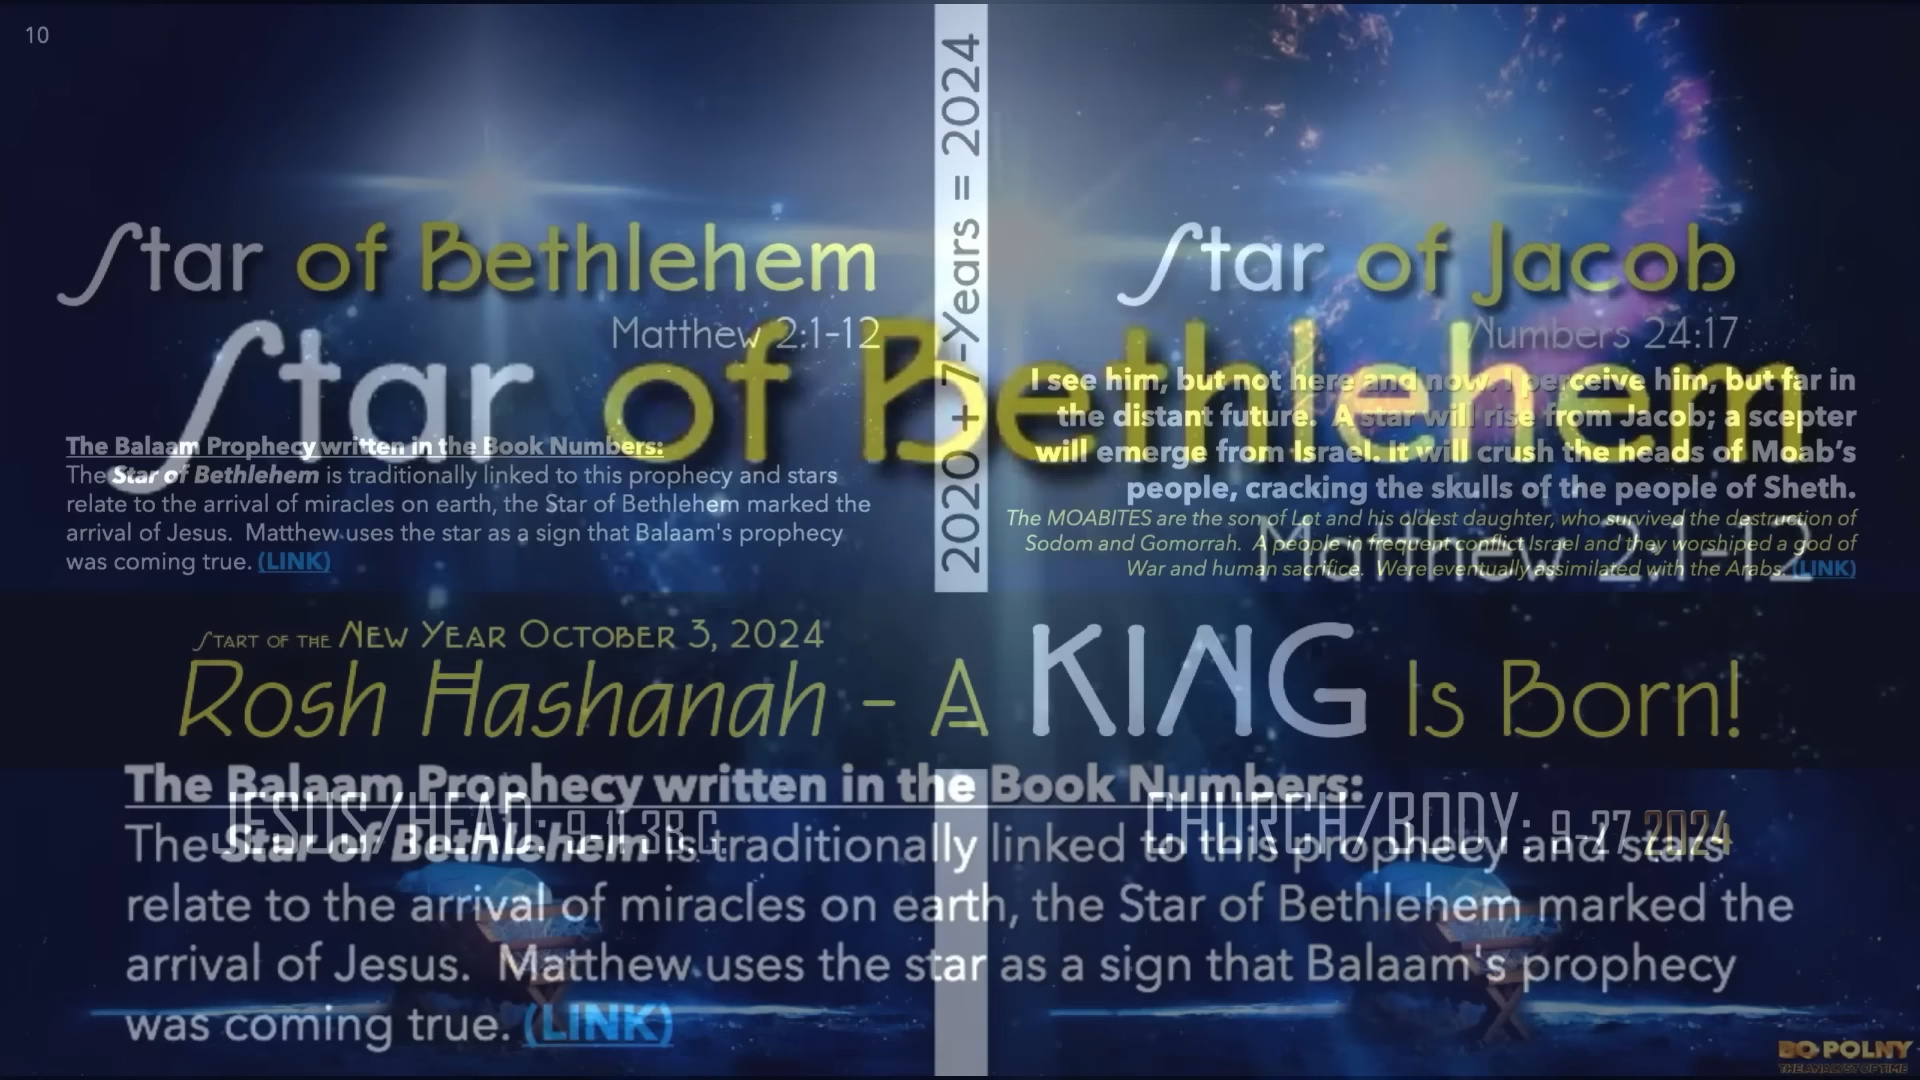 10
Star of Bethlehem
Matthew 2:1-12
The Balaam Prophecy written in the Book Numbers:
The Star of Bethlehem is traditionally linked to this prophecy and stars
relate to the arrival of miracles on earth, the Star of Bethlehem marked the
arrival of Jesus. Matthew uses the star as a sign that Balaam's prophecy
was coming true. (LINK)
2020 + 7-Years = 2024
Star of Jacob
Numbers 24:17
I see him, but not here and now. I perceive him, but far in
the distant future. A star will rise from Jacob; a scepter
will emerge from Israel. It will crush the heads of Moab's
people, cracking the skulls of the people of Sheth.
The MOABITES are the son of Lot and his oldest daughter, who survived the destruction of
Sodom and Gomorrah. A people in frequent conflict Israel and they worshiped a god of
War and human sacrifice. Were eventually assimilated with the Arabs. (LINK)
Star of Bethlehem
Matthew 2:1-12
START OF THE NEW YEAR OCTOBER 3, 2024
Rosh Hashanah - A KING Is Born!
JESUS/HEAD:
CHURCH/BODY: 9-27 2024
The Balaam Prophecy written in the Book Numbers:
The Star of Bethlehem is traditionally linked to this prophecy and stars
relate to the arrival of miracles on earth, the Star of Bethlehem marked the
arrival of Jesus. Matthew uses the star as a sign that Balaam's prophecy
was coming true. (LINK)
BO POLNY
THE ANALYST OF TIME